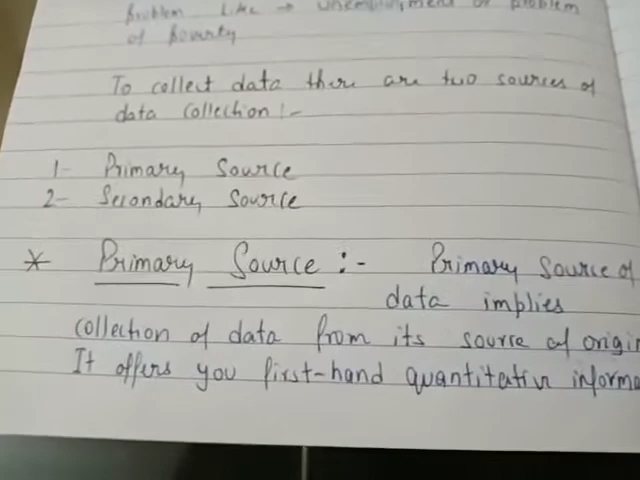 Problem like → unemployment or problem
of Poverty
To collect data there are two sources of
data collection :-
1- Primary Source
2- Secondary Source
* Primary Source :- Primary Source of
data implies
collection of data from its source of origin
It offers you first-hand quantitative informa